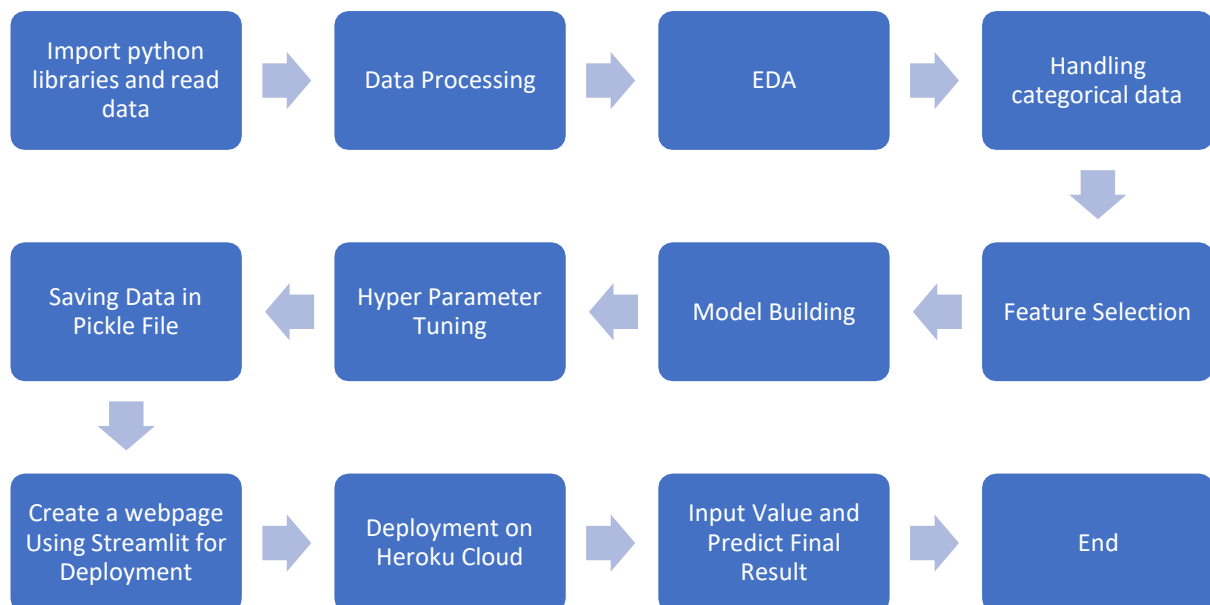 Import python
libraries and read
data
Data Processing
EDA
Handling
categorical data
Feature Selection
Model Building
Hyper Parameter
Tuning
Saving Data in
Pickle File
Create a webpage
Using Streamlit for
Deployment
Deployment on
Heroku Cloud
Input Value and
Predict Final
Result
End